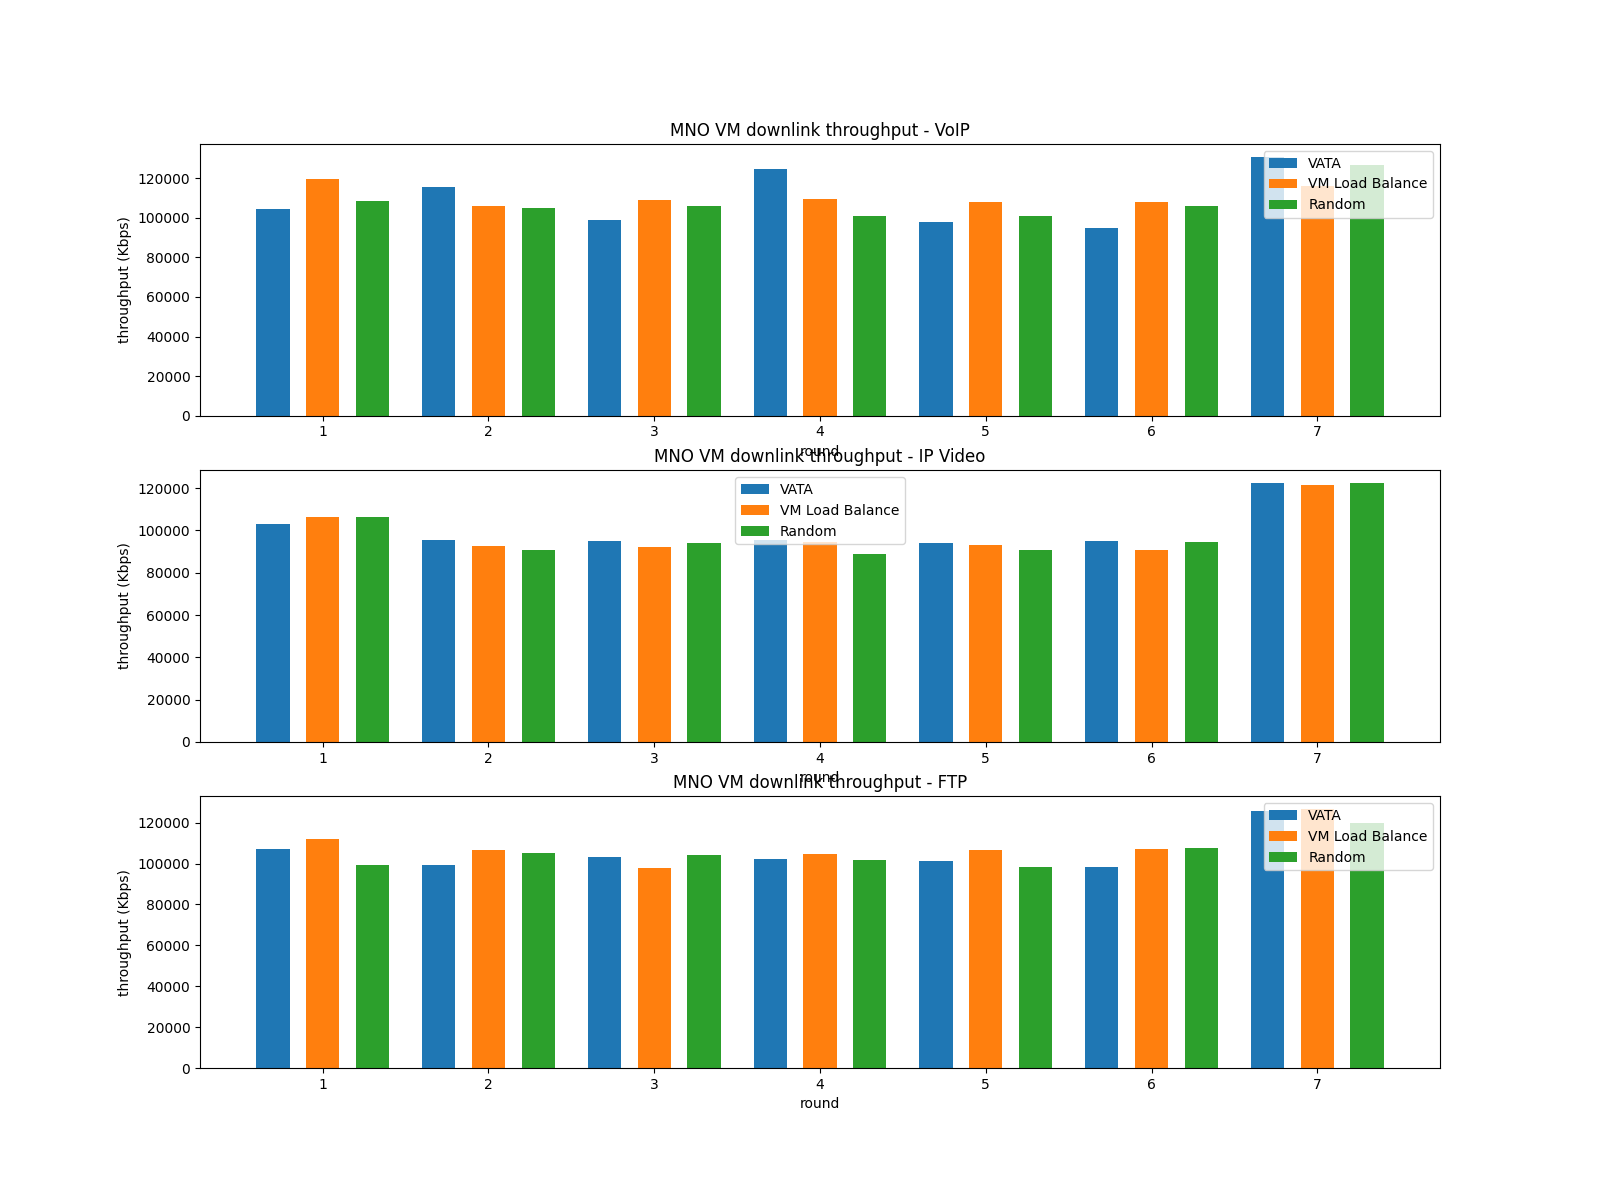 MNO VM downlink throughput - VoIP
throughput (Kbps)
120000
100000
80000
60000
40000
20000
0
VATA
VM Load Balance
Random
1 2 3 4 5 6 7
round
MNO VM downlink throughput - IP Video
throughput (Kbps)
120000
100000
80000
60000
40000
20000
0
VATA
VM Load Balance
Random
1 2 3 4 5 6 7
round
MNO VM downlink throughput - FTP
throughput (Kbps)
120000
100000
80000
60000
40000
20000
0
VATA
VM Load Balance
Random
1 2 3 4 5 6 7
round